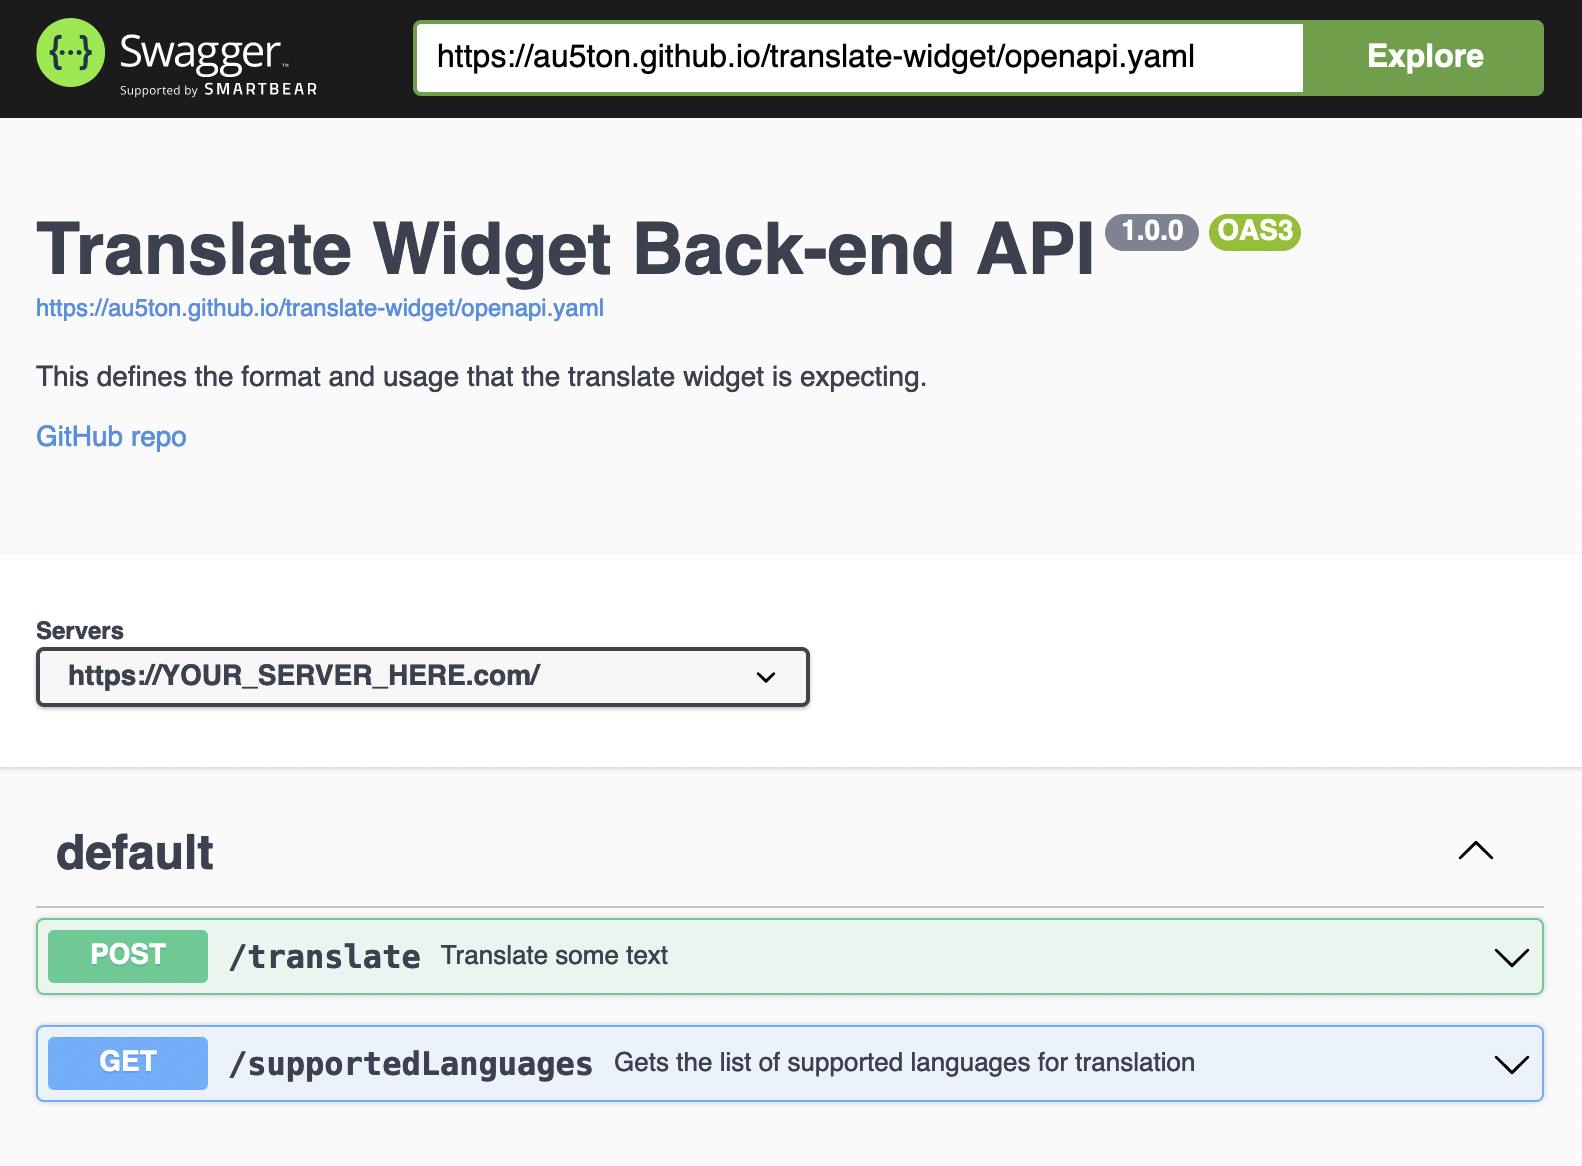 {...} Swagger™
Supported by SMARTBEAR
https://au5ton.github.io/translate-widget/openapi.yaml
Explore
Translate Widget Back-end API 1.0.0 OAS3
https://au5ton.github.io/translate-widget/openapi.yaml
This defines the format and usage that the translate widget is expecting.
GitHub repo
Servers
https://YOUR_SERVER_HERE.com/
default
POST /translate Translate some text
GET /supportedLanguages Gets the list of supported languages for translation